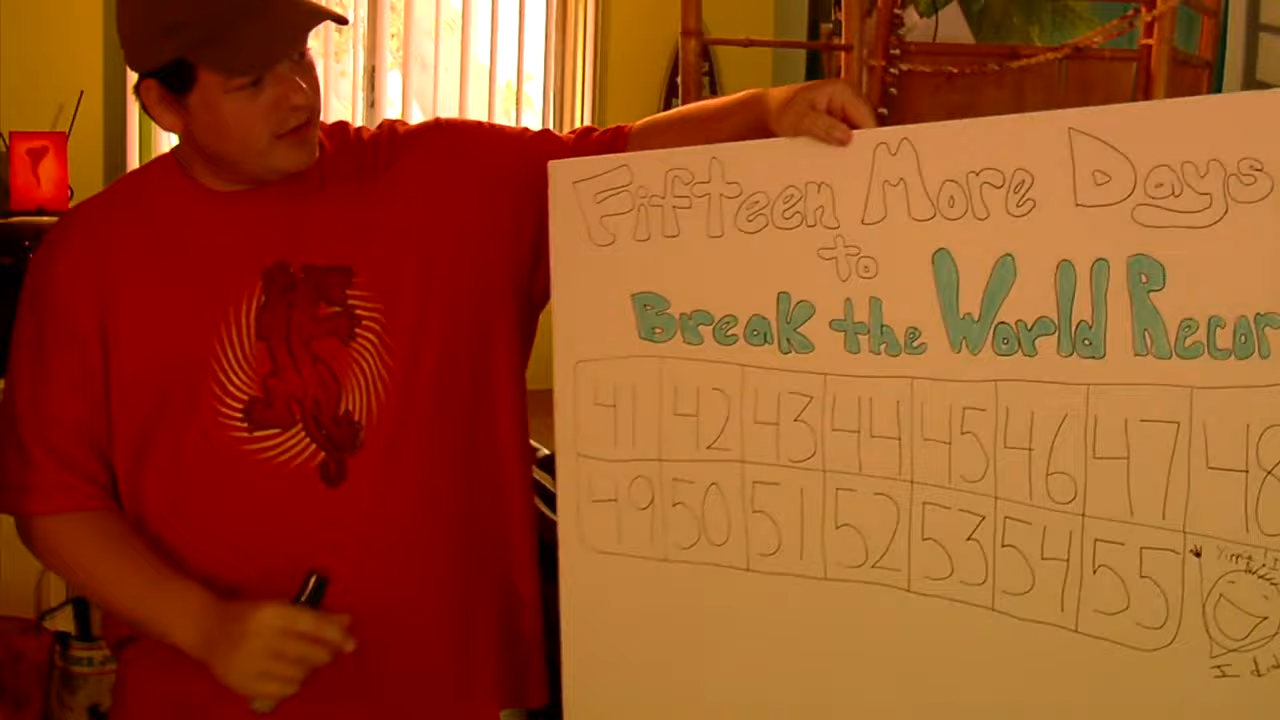 Fifteen More Days
to
Break the World Recor
41 42 43 44 45 46 47 48
49 50 51 52 53 54 55
I did